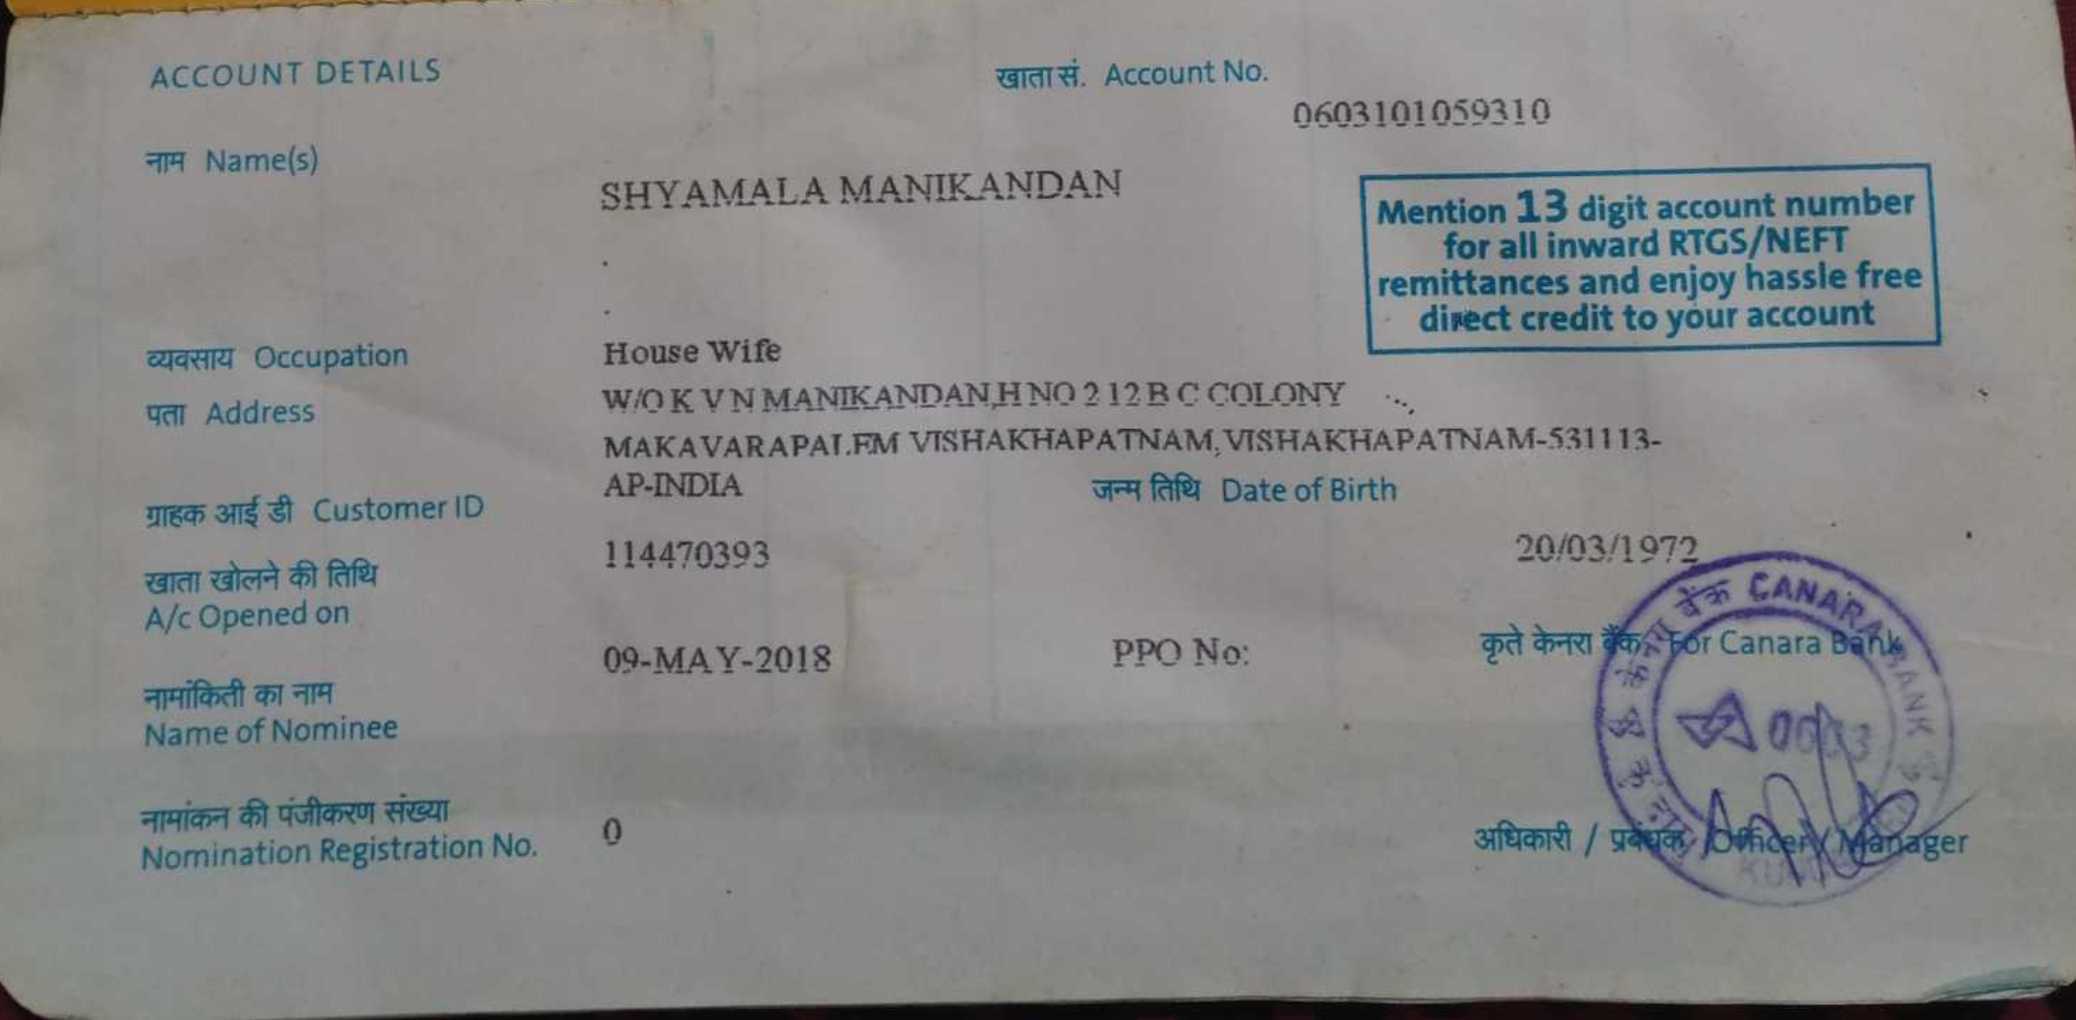 ACCOUNT DETAILS
खाता सं. Account No.
0603101059310
नाम Name(s)
SHYAMALA MANIKANDAN
Mention 13 digit account number
for all inward RTGS/NEFT
remittances and enjoy hassle free
direct credit to your account
व्यवसाय Occupation
House Wife
पता Address
W/O K V N MANIKANDAN,H NO 2 12 B C COLONY
MAKAVARAPALEM VISHAKHAPATNAM, VISHAKHAPATNAM-531113-
AP-INDIA
ग्राहक आई डी Customer ID
114470393
जन्म तिथि Date of Birth
20/03/1972
खाता खोलने की तिथि
A/c Opened on
09-MAY-2018
PPO No:
कृते केनरा बैंक For Canara Bank
केनरा बैंक CANARA BANK
नामांकिती का नाम
Name of Nominee
नामांकन की पंजीकरण संख्या
Nomination Registration No.
0
अधिकारी / प्रबंधक Officer / Manager